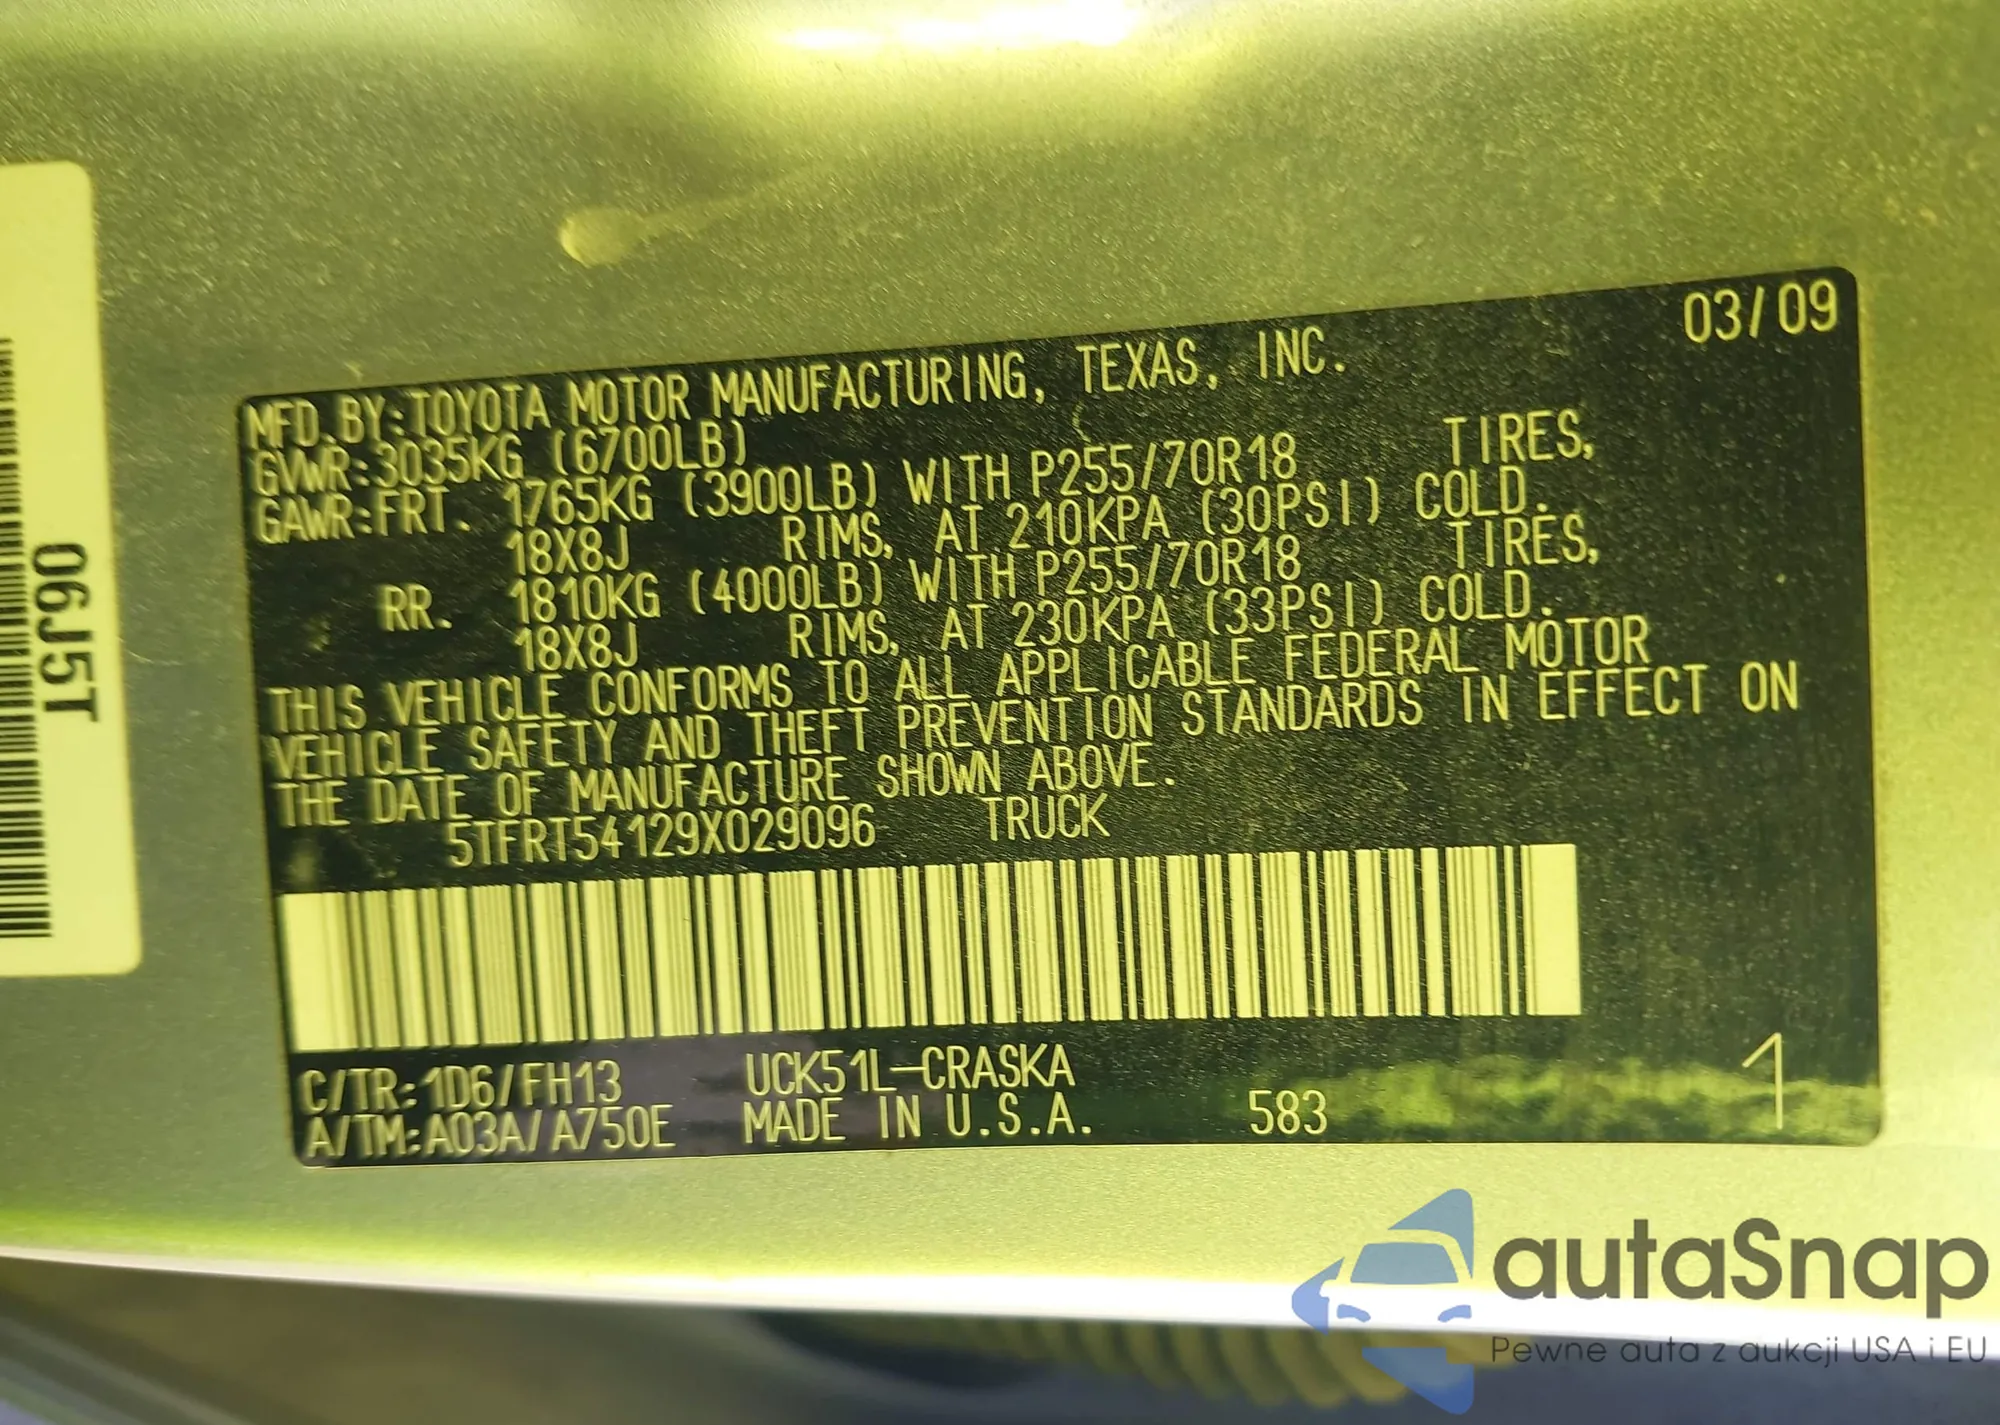 03/09
MFD. BY:TOYOTA MOTOR MANUFACTURING, TEXAS, INC.
GVWR:3035KG (6700LB)
GAWR:FRT. 1765KG (3900LB) WITH P255/70R18 TIRES,
18X8J RIMS, AT 210KPA (30PSI) COLD.
RR. 1810KG (4000LB) WITH P255/70R18 TIRES,
18X8J RIMS, AT 230KPA (33PSI) COLD.
THIS VEHICLE CONFORMS TO ALL APPLICABLE FEDERAL MOTOR
VEHICLE SAFETY AND THEFT PREVENTION STANDARDS IN EFFECT ON
THE DATE OF MANUFACTURE SHOWN ABOVE.
5TFRT54129X029096 TRUCK
C/TR:1D6/FH13 UCK51L-CRASKA
A/TM:A03A/A750E MADE IN U.S.A. 583 1
06J5T
autaSnap
Pewne auta z aukcji USA i EU